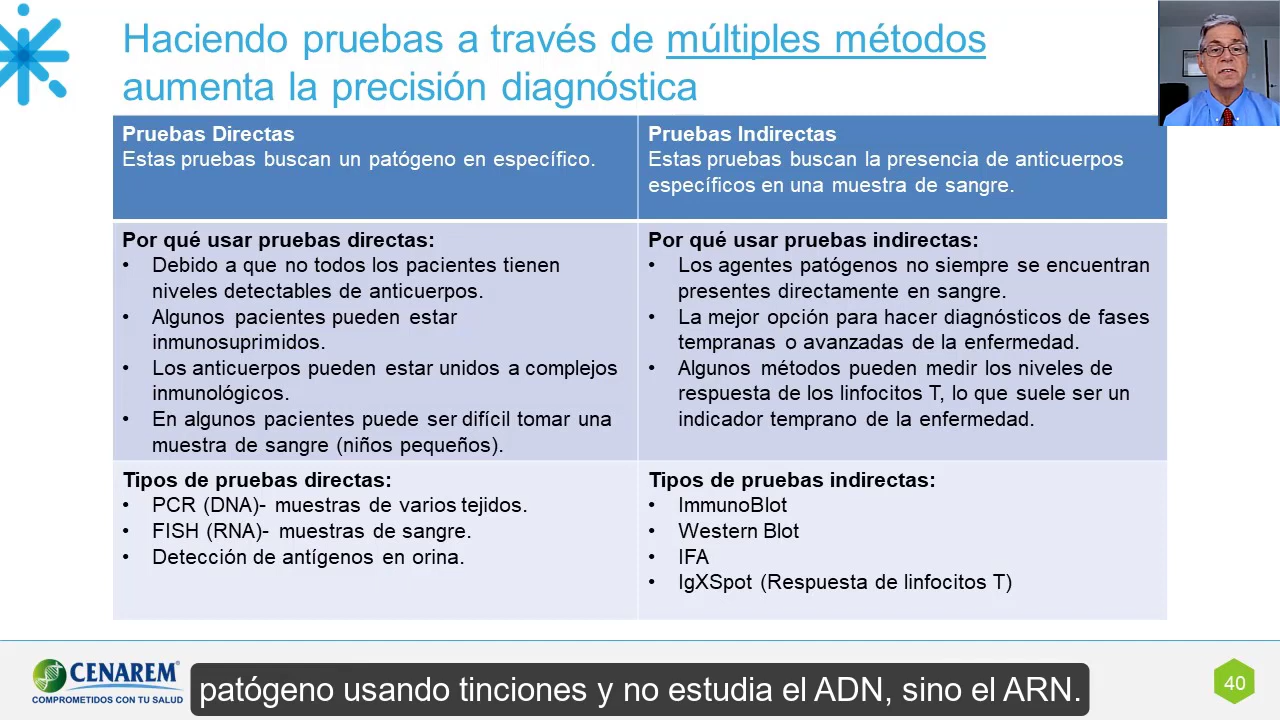 Haciendo pruebas a través de múltiples métodos
aumenta la precisión diagnóstica
Pruebas Directas
Estas pruebas buscan un patógeno en específico.
Pruebas Indirectas
Estas pruebas buscan la presencia de anticuerpos
específicos en una muestra de sangre.
Por qué usar pruebas directas:
• Debido a que no todos los pacientes tienen
niveles detectables de anticuerpos.
• Algunos pacientes pueden estar
inmunosuprimidos.
• Los anticuerpos pueden estar unidos a complejos
inmunológicos.
• En algunos pacientes puede ser difícil tomar una
muestra de sangre (niños pequeños).
Por qué usar pruebas indirectas:
• Los agentes patógenos no siempre se encuentran
presentes directamente en sangre.
• La mejor opción para hacer diagnósticos de fases
tempranas o avanzadas de la enfermedad.
• Algunos métodos pueden medir los niveles de
respuesta de los linfocitos T, lo que suele ser un
indicador temprano de la enfermedad.
Tipos de pruebas directas:
• PCR (DNA)- muestras de varios tejidos.
• FISH (RNA)- muestras de sangre.
• Detección de antígenos en orina.
Tipos de pruebas indirectas:
• ImmunoBlot
• Western Blot
• IFA
• IgXSpot (Respuesta de linfocitos T)
CENAREM
COMPROMETIDOS CON TU SALUD
patógeno usando tinciones y no estudia el ADN, sino el ARN.
40